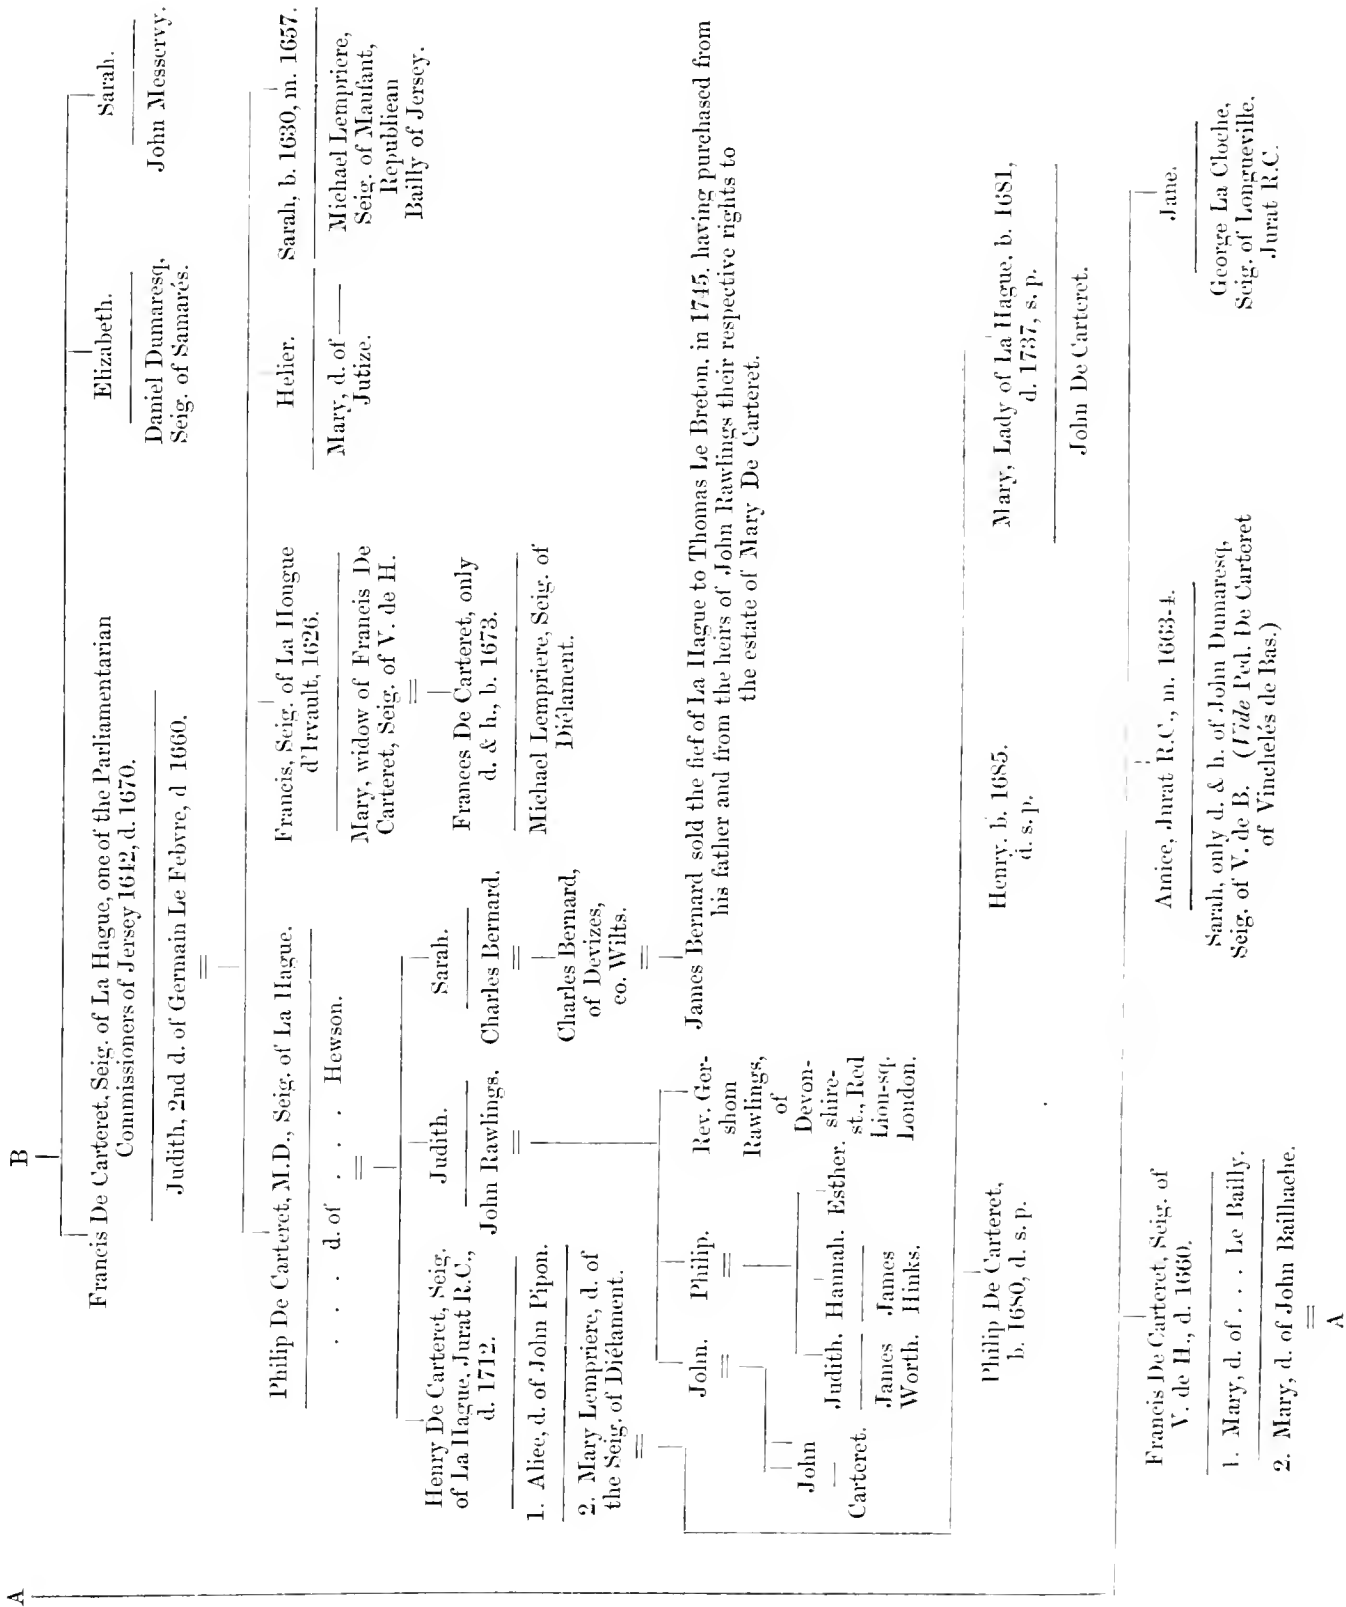 A
B
Francis De Carteret, Seig. of La Hague, one of the Parliamentarian
Commissioners of Jersey 1642, d. 1670.
Judith, 2nd d. of Germain Le Febvre, d 1660.
Elizabeth.
Daniel Dumaresq,
Seig. of Samarés.
Sarah.
John Messervy.
Philip De Carteret, M.D., Seig. of La Hague.
. . . d. of . . . Hewson.
Francis, Seig. of La Hougue
d'Irvault, 1626.
Mary, widow of Francis De
Carteret, Seig. of V. de H.
Frances De Carteret, only
d. & h., b. 1673.
Michael Lempriere, Seig. of
Diélament.
Helier.
Mary, d. of ——
Jutize.
Sarah, b. 1630, m. 1657.
Michael Lempriere,
Seig. of Maufant,
Republican
Bailly of Jersey.
Henry De Carteret, Seig.
of La Hague, Jurat R.C.,
d. 1712.
1. Alice, d. of John Pipon.
2. Mary Lempriere, d. of
the Seig. of Diélament.
Judith.
John Rawlings.
Sarah.
Charles Bernard.
Charles Bernard,
of Devizes,
co. Wilts.
John.
Philip.
Rev. Ger-
shom
Rawlings,
of
Devon-
shire-
st., Red
Lion-sq.
London.
James Bernard sold the fief of La Hague to Thomas Le Breton, in 1745, having purchased from
his father and from the heirs of John Rawlings their respective rights to
the estate of Mary De Carteret.
John
—
Carteret.
Judith. Hannah. Esther.
James James
Worth. Hinks.
Philip De Carteret,
b. 1680, d. s. p.
Henry, b. 1685.
d. s. p.
Mary, Lady of La Hague, b. 1681,
d. 1737, s. p.
John De Carteret.
Francis De Carteret, Seig. of
V. de H., d. 1660.
1. Mary, d. of . . . Le Bailly.
2. Mary, d. of John Bailhache.
A
Amice, Jurat R.C., m. 1663-4.
Sarah, only d. & h. of John Dumaresq,
Seig. of V. de B. (Vide Ped. De Carteret
of Vinchelés de Bas.)
Jane.
George La Cloche,
Seig. of Longueville.
Jurat R.C.